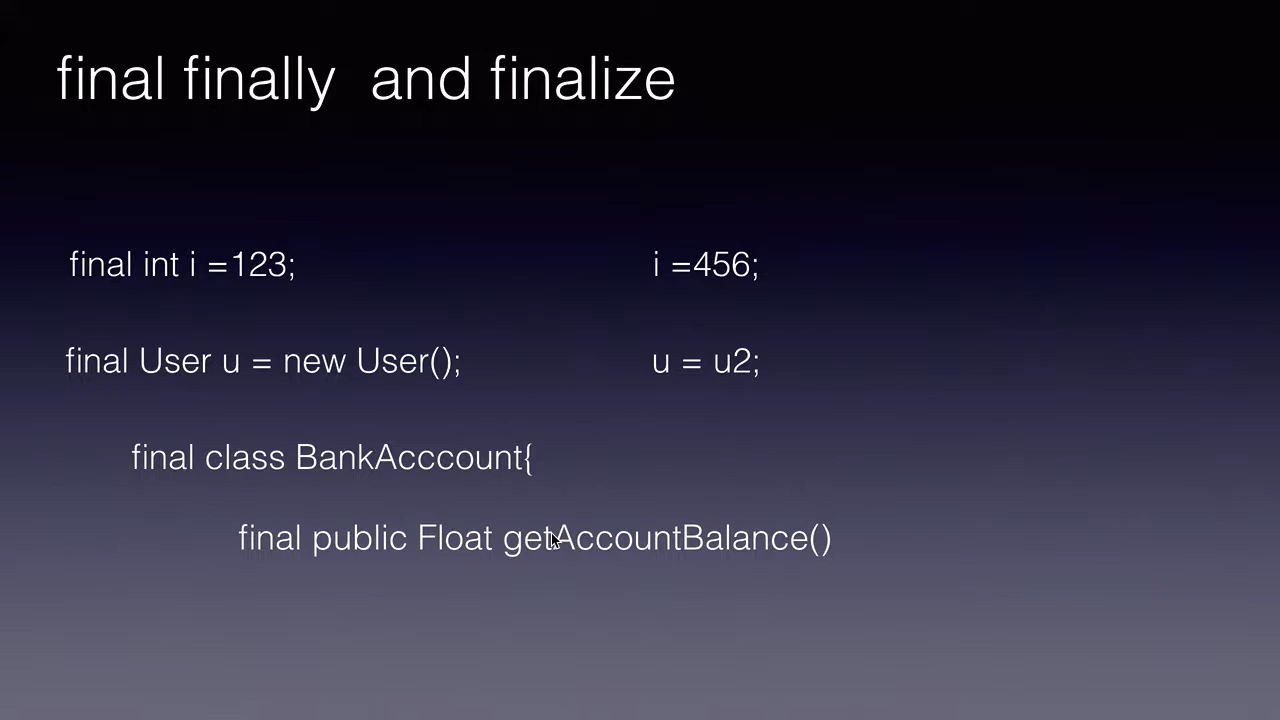 final finally and finalize
final int i =123; i =456;
final User u = new User(); u = u2;
final class BankAcccount{
final public Float getAccountBalance()